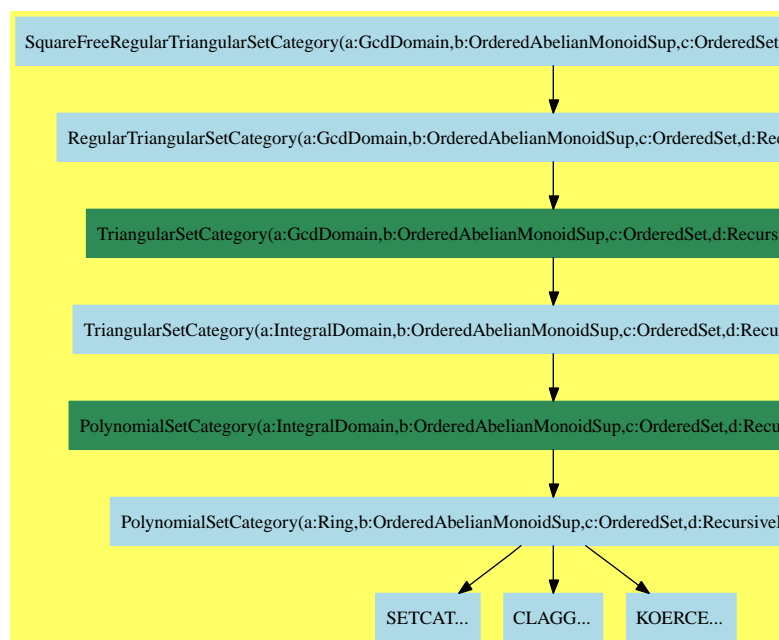 SquareFreeRegularTriangularSetCategory(a:GcdDomain,b:OrderedAbelianMonoidSup,c:OrderedSet
RegularTriangularSetCategory(a:GcdDomain,b:OrderedAbelianMonoidSup,c:OrderedSet,d:Rec
TriangularSetCategory(a:GcdDomain,b:OrderedAbelianMonoidSup,c:OrderedSet,d:Recurs
TriangularSetCategory(a:IntegralDomain,b:OrderedAbelianMonoidSup,c:OrderedSet,d:Recu
PolynomialSetCategory(a:IntegralDomain,b:OrderedAbelianMonoidSup,c:OrderedSet,d:Recu
PolynomialSetCategory(a:Ring,b:OrderedAbelianMonoidSup,c:OrderedSet,d:Recursive
SETCAT... CLAGG... KOERCE...